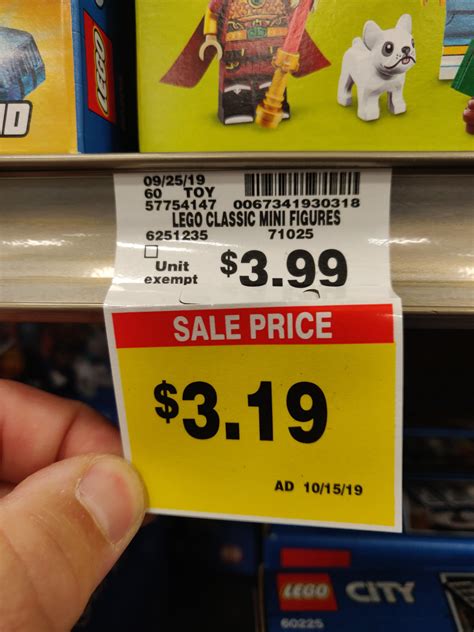 LEGO
10
09/25/19
60 TOY
57754147 0067341930318
LEGO CLASSIC MINI FIGURES
6251235 71025
Unit
exempt
$3.99
SALE PRICE
$3.19
AD 10/15/19
LEGO CITY
60225